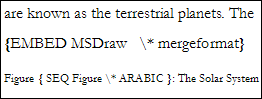 are known as the terrestrial planets. The
{EMBED MSDraw \* mergeformat}
Figure { SEQ Figure \* ARABIC }: The Solar System